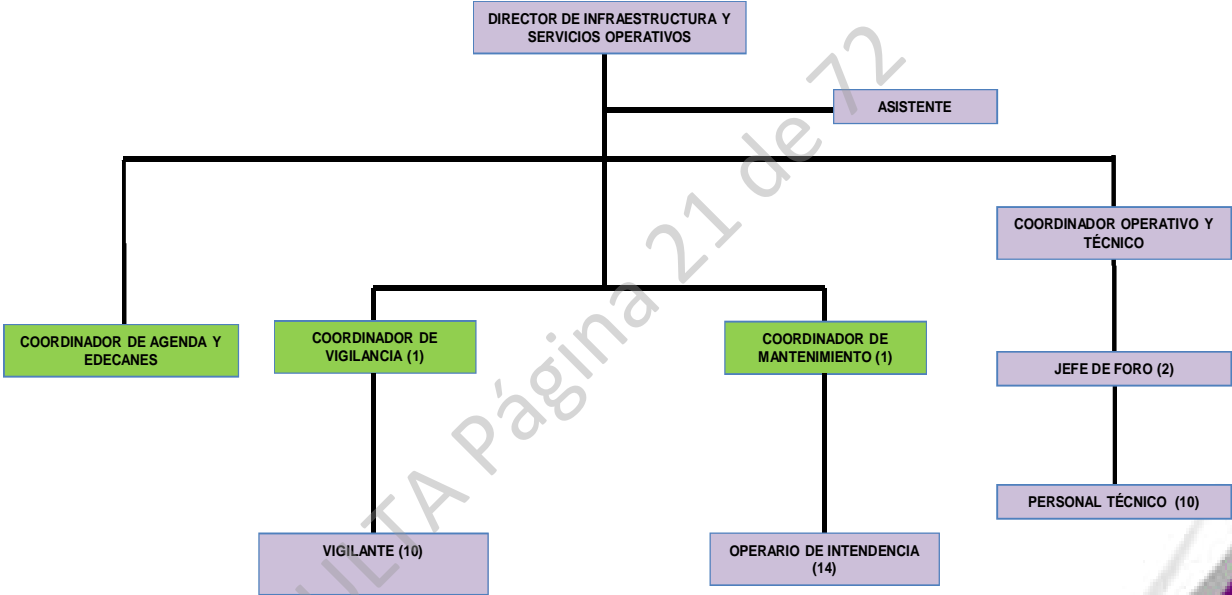 DIRECTOR DE INFRAESTRUCTURA Y
SERVICIOS OPERATIVOS
ASISTENTE
COORDINADOR OPERATIVO Y
TÉCNICO
COORDINADOR DE AGENDA Y
EDECANES
COORDINADOR DE
VIGILANCIA (1)
COORDINADOR DE
MANTENIMIENTO (1)
JEFE DE FORO (2)
PERSONAL TÉCNICO (10)
VIGILANTE (10)
OPERARIO DE INTENDENCIA
(14)
ULTA Página 21 de 72